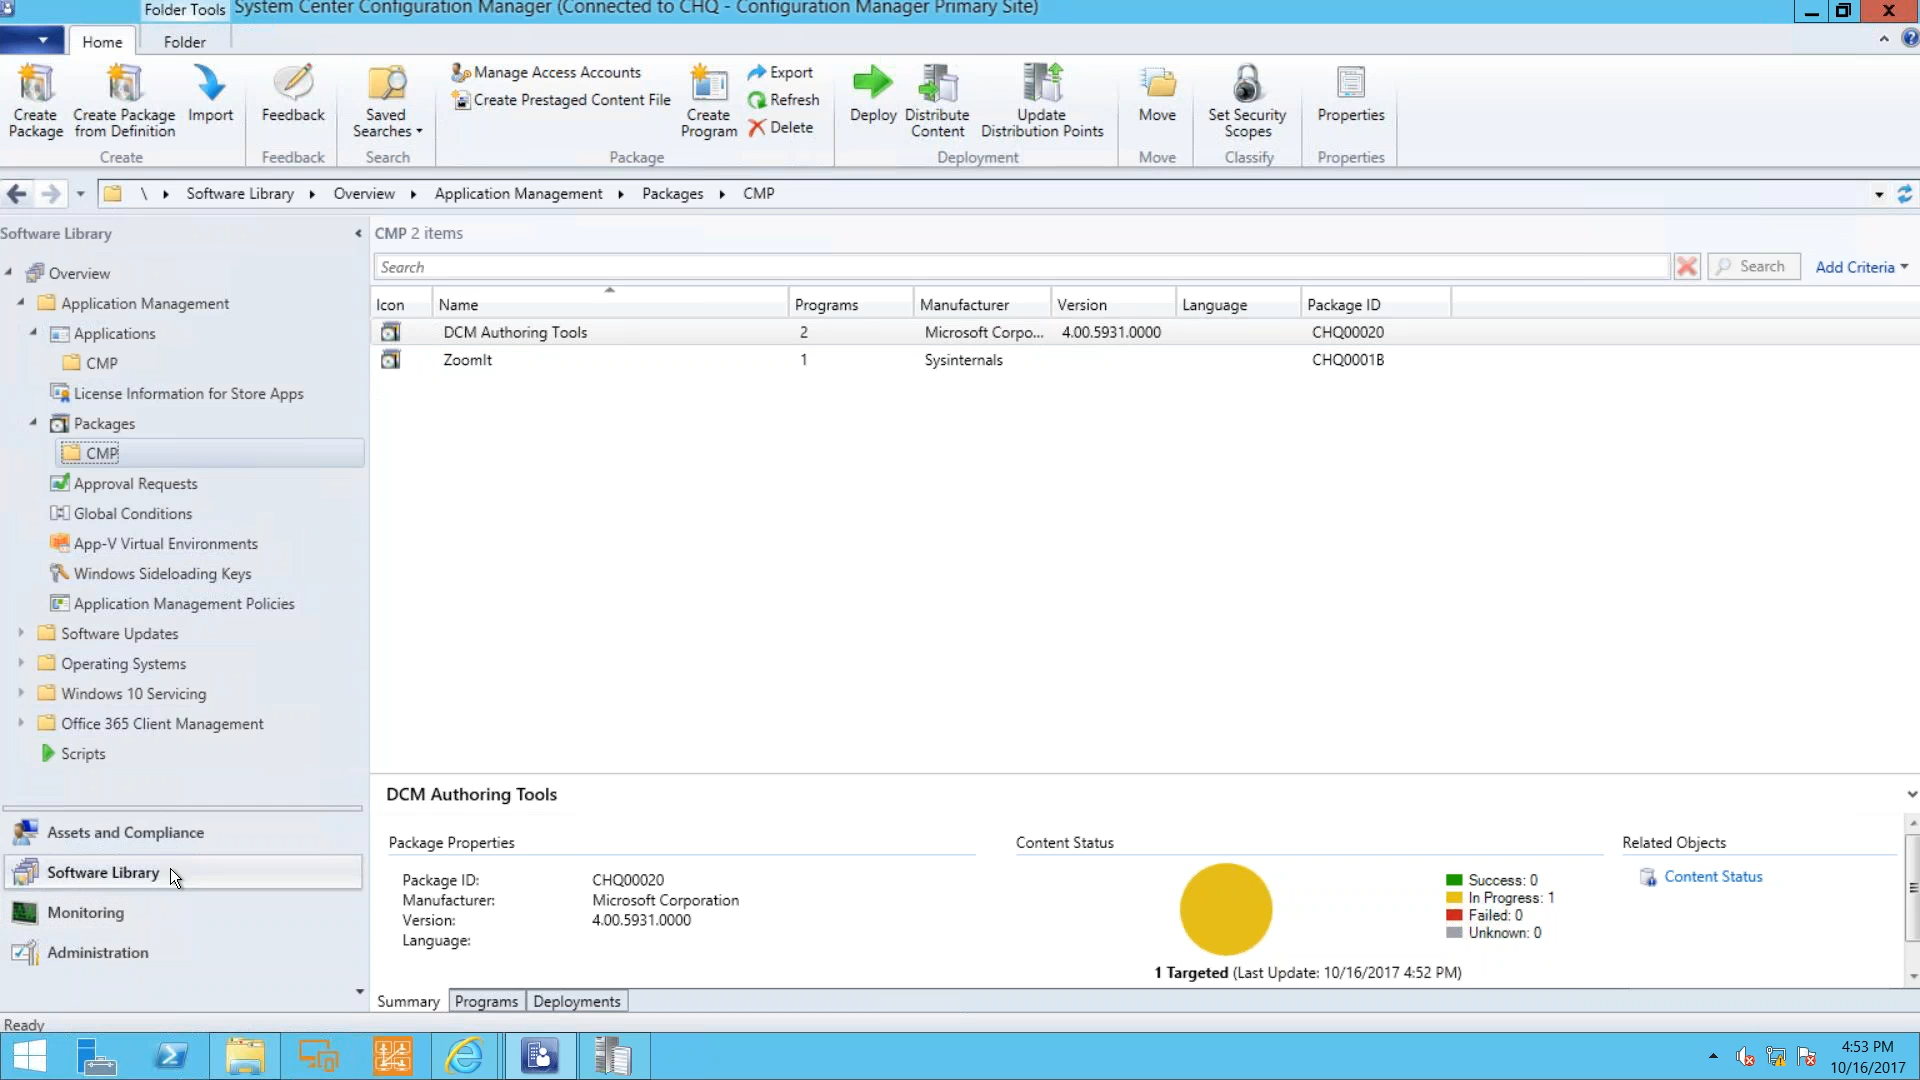 Folder Tools System Center Configuration Manager (Connected to CHQ - Configuration Manager Primary Site)
Home Folder
Create Package
Create Package from Definition
Import
Create
Feedback
Feedback
Saved Searches
Search
Manage Access Accounts
Create Prestaged Content File
Create Program
Export
Refresh
Delete
Package
Deploy
Distribute Content
Update Distribution Points
Deployment
Move
Move
Set Security Scopes
Classify
Properties
Properties
\ Software Library Overview Application Management Packages CMP
Software Library
Overview
Application Management
Applications
CMP
License Information for Store Apps
Packages
CMP
Approval Requests
Global Conditions
App-V Virtual Environments
Windows Sideloading Keys
Application Management Policies
Software Updates
Operating Systems
Windows 10 Servicing
Office 365 Client Management
Scripts
Assets and Compliance
Software Library
Monitoring
Administration
CMP 2 items
Search Search Add Criteria
Icon Name Programs Manufacturer Version Language Package ID
DCM Authoring Tools 2 Microsoft Corpo... 4.00.5931.0000 CHQ00020
ZoomIt 1 Sysinternals CHQ0001B
DCM Authoring Tools
Package Properties
Package ID: CHQ00020
Manufacturer: Microsoft Corporation
Version: 4.00.5931.0000
Language:
Content Status
Success: 0
In Progress: 1
Failed: 0
Unknown: 0
1 Targeted (Last Update: 10/16/2017 4:52 PM)
Related Objects
Content Status
Summary Programs Deployments
Ready
4:53 PM
10/16/2017